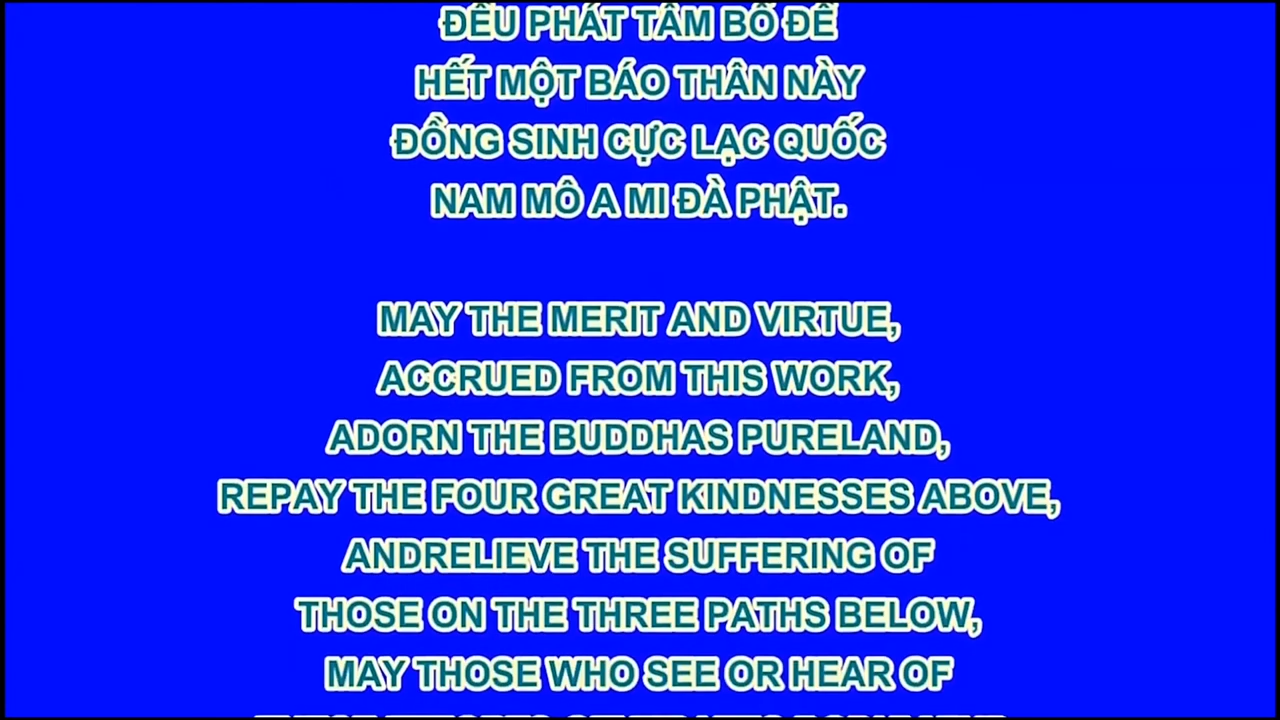 ĐỀU PHÁT TÂM BỒ ĐỀ
HẾT MỘT BÁO THÂN NÀY
ĐỒNG SINH CỰC LẠC QUỐC
NAM MÔ A MI ĐÀ PHẬT.
MAY THE MERIT AND VIRTUE,
ACCRUED FROM THIS WORK,
ADORN THE BUDDHAS PURELAND,
REPAY THE FOUR GREAT KINDNESSES ABOVE,
ANDRELIEVE THE SUFFERING OF
THOSE ON THE THREE PATHS BELOW,
MAY THOSE WHO SEE OR HEAR OF